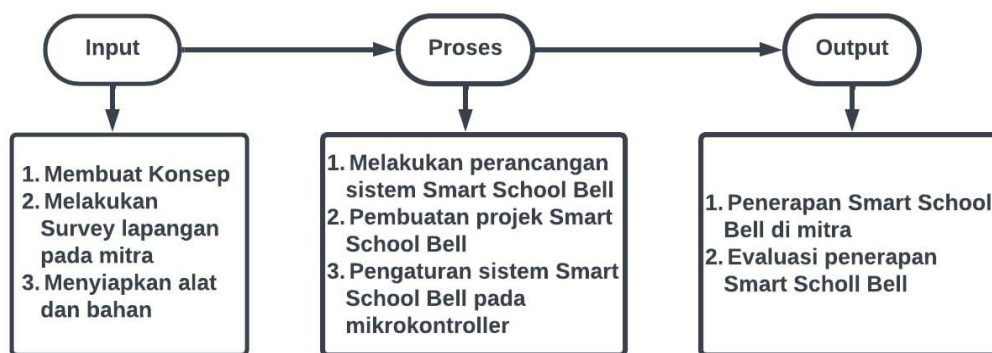 Input
Proses
Output
1. Membuat Konsep
2. Melakukan
Survey lapangan
pada mitra
3. Menyiapkan alat
dan bahan
1. Melakukan perancangan
sistem Smart School Bell
2. Pembuatan projek Smart
School Bell
3. Pengaturan sistem Smart
School Bell pada
mikrokontroller
1. Penerapan Smart School
Bell di mitra
2. Evaluasi penerapan
Smart Scholl Bell